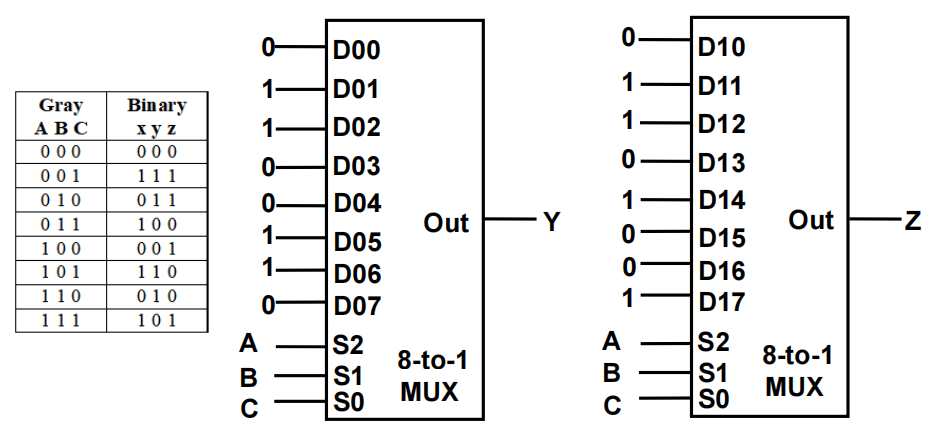 Gray Binary
A B C x y z
0 0 0 0 0 0
0 0 1 1 1 1
0 1 0 0 1 1
0 1 1 1 0 0
1 0 0 0 0 1
1 0 1 1 1 0
1 1 0 0 1 0
1 1 1 1 0 1
0 D00
1 D01
1 D02
0 D03
0 D04
1 D05
1 D06
0 D07
Out Y
A S2
B S1
C S0
8-to-1
MUX
0 D10
1 D11
1 D12
0 D13
1 D14
0 D15
0 D16
1 D17
Out Z
A S2
B S1
C S0
8-to-1
MUX